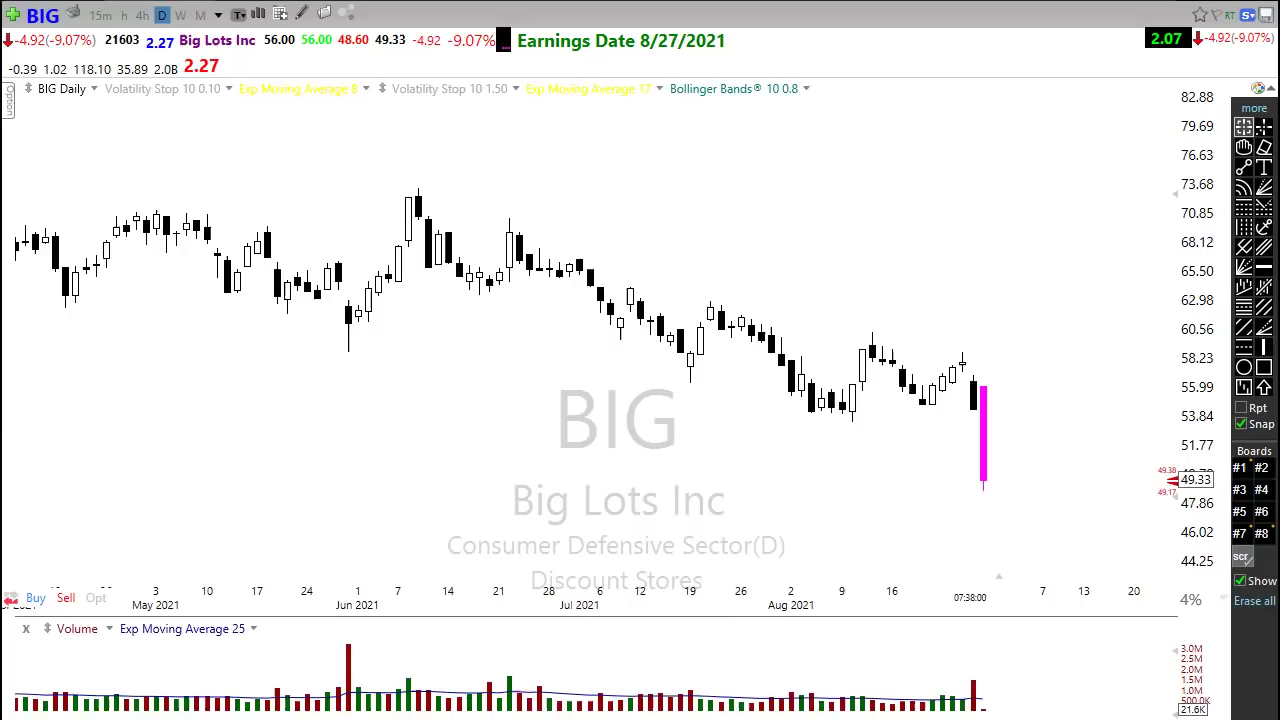 BIG 15m h 4h D W M T RT S
-4.92(-9.07%) 21603 2.27 Big Lots Inc 56.00 56.00 48.60 49.33 -4.92 -9.07% ... Earnings Date 8/27/2021 2.07 -4.92(-9.07%)
-0.39 1.02 118.10 35.89 2.0B 2.27
Option
BIG Daily Volatility Stop 10 0.10 Exp Moving Average 8 Volatility Stop 10 1.50 Exp Moving Average 17 Bollinger Bands® 10 0.8
82.88
79.69
76.63
73.68
70.85
68.12
65.50
62.98
60.56
58.23
55.99
53.84
51.77
49.38
49.33
49.17
47.86
46.02
44.25
BIG
Big Lots Inc
Consumer Defensive Sector(D)
Discount Stores
more
T
Rpt
Snap
Boards
#1 #2
#3 #4
#5 #6
#7 #8
scr
Show
Erase all
3 10 17 24 1 7 14 21 28 6 12 19 26 2 9 16 07:38:00 7 13 20
May 2021 Jun 2021 Jul 2021 Aug 2021
Buy Sell Opt
4%
x Volume Exp Moving Average 25
3.0M
2.5M
2.0M
1.5M
1.0M
500.0K
21.6K